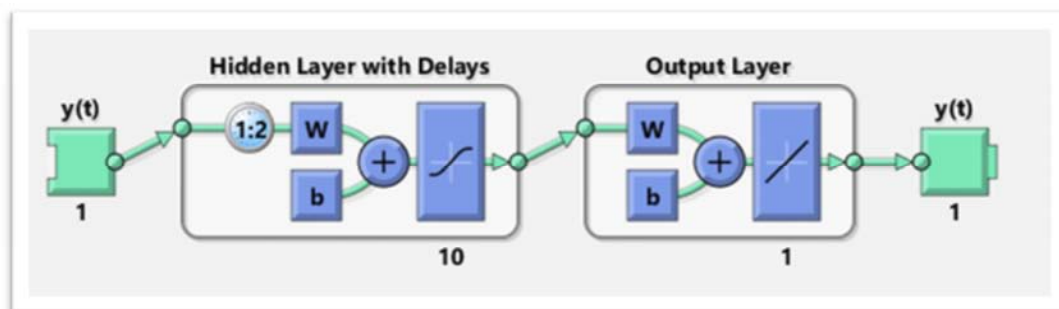 Hidden Layer with Delays
Output Layer
y(t)
1:2
W
b
W
b
y(t)
1
10
1
1